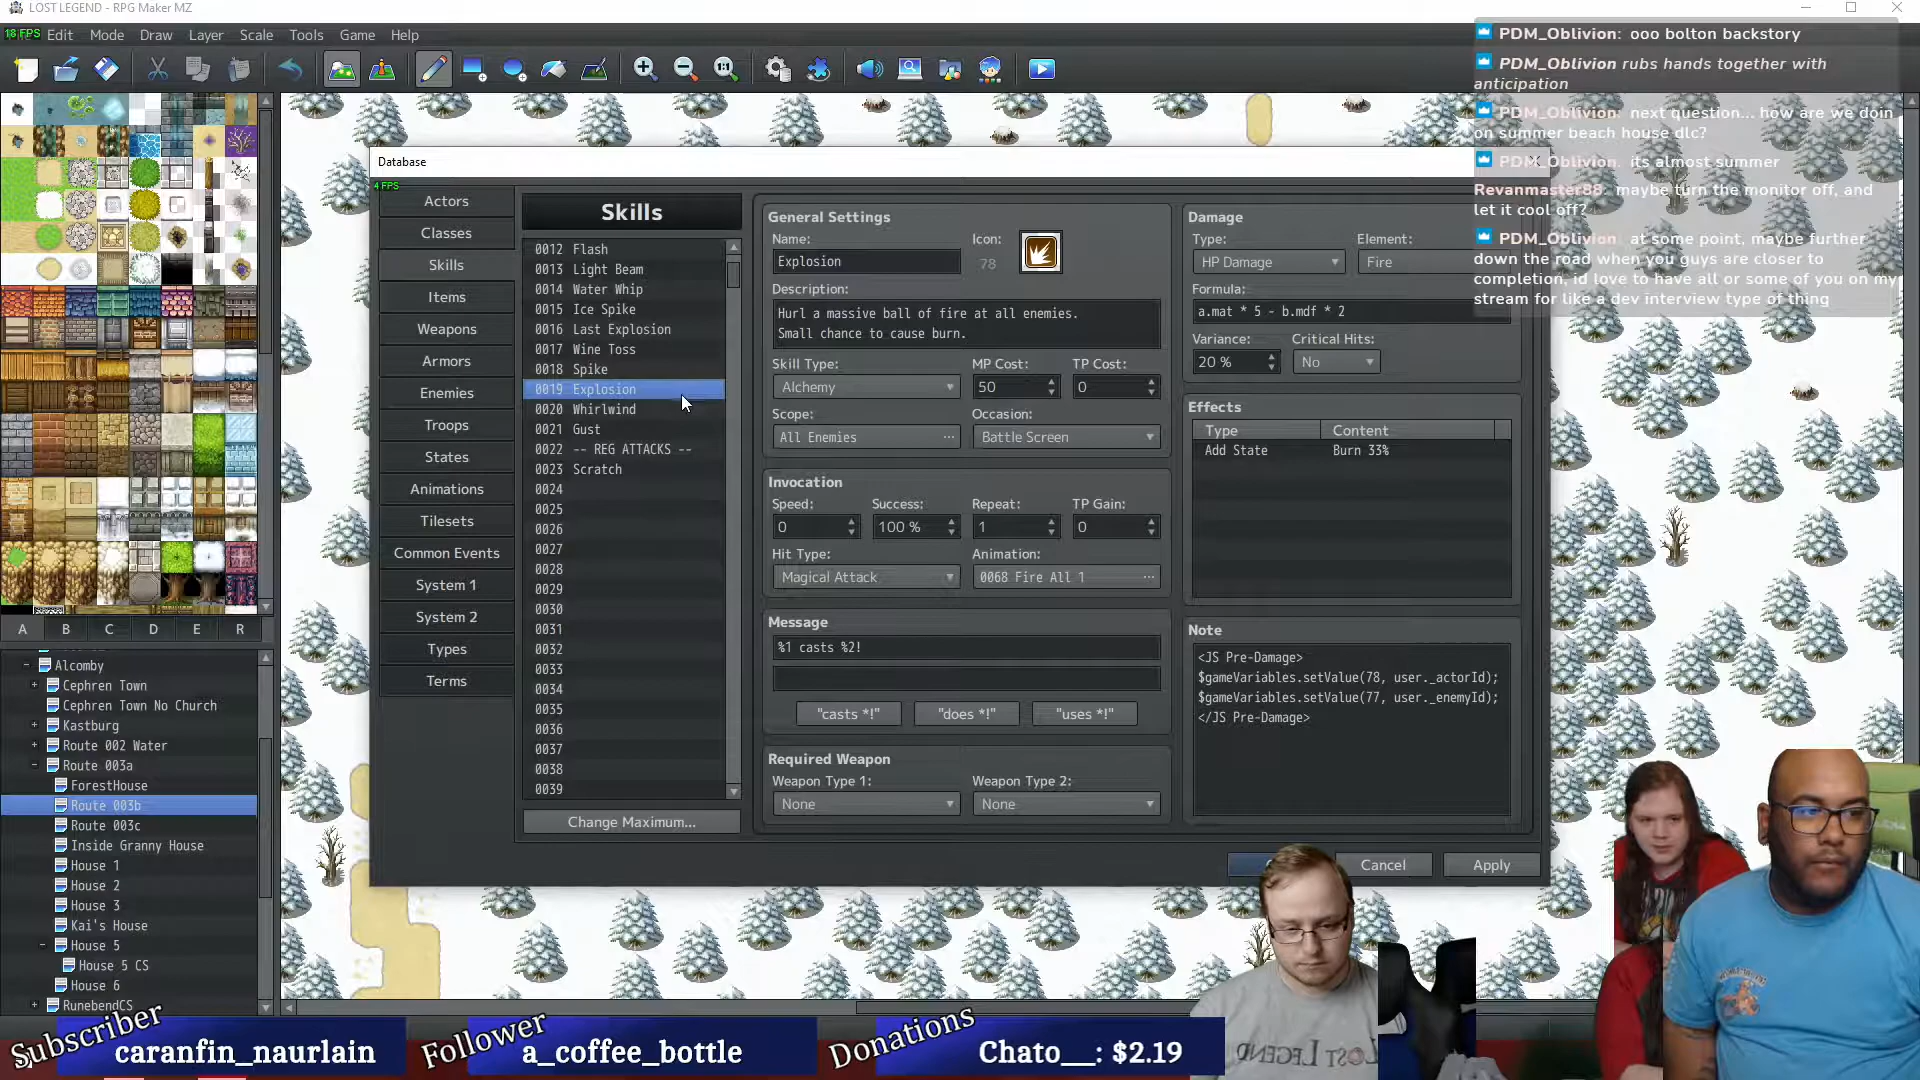 LOST LEGEND - RPG Maker MZ
18 FPS
Edit
Mode
Draw
Layer
Scale
Tools
Game
Help
PDM_Oblivion: ooo bolton backstory
PDM_Oblivion rubs hands together with
anticipation
PDM_Oblivion: next question... how are we doin
on summer beach house dlc?
PDM_Oblivion: its almost summer
Revanmaster88: maybe turn the monitor off, and
let it cool off?
PDM_Oblivion: at some point, maybe further
down the road when you guys are closer to
completion, id love to have all or some of you on my
stream for like a dev interview type of thing
Database
4 FPS
Actors
Classes
Skills
Items
Weapons
Armors
Enemies
Troops
States
Animations
Tilesets
Common Events
System 1
System 2
Types
Terms
Skills
0012 Flash
0013 Light Beam
0014 Water Whip
0015 Ice Spike
0016 Last Explosion
0017 Wine Toss
0018 Spike
0019 Explosion
0020 Whirlwind
0021 Gust
0022 -- REG ATTACKS --
0023 Scratch
0024
0025
0026
0027
0028
0029
0030
0031
0032
0033
0034
0035
0036
0037
0038
0039
Change Maximum...
General Settings
Name:
Icon:
Explosion
78
Description:
Hurl a massive ball of fire at all enemies.
Small chance to cause burn.
Skill Type:
MP Cost:
TP Cost:
Alchemy
50
0
Scope:
Occasion:
All Enemies
...
Battle Screen
Invocation
Speed:
Success:
Repeat:
TP Gain:
0
100 %
1
0
Hit Type:
Animation:
Magical Attack
0068 Fire All 1
...
Message
%1 casts %2!
"casts *!"
"does *!"
"uses *!"
Required Weapon
Weapon Type 1:
Weapon Type 2:
None
None
Damage
Type:
Element:
HP Damage
Fire
Formula:
a.mat * 5 - b.mdf * 2
Variance:
Critical Hits:
20 %
No
Effects
Type
Content
Add State
Burn 33%
Note
<JS Pre-Damage>
$gameVariables.setValue(78, user._actorId);
$gameVariables.setValue(77, user._enemyId);
</JS Pre-Damage>
Cancel
Apply
A
B
C
D
E
R
Alcomby
Cephren Town
Cephren Town No Church
Kastburg
Route 002 Water
Route 003a
ForestHouse
Route 003b
Route 003c
Inside Granny House
House 1
House 2
House 3
Kai's House
House 5
House 5 CS
House 6
RunebendCS
Subscriber
caranfin_naurlain
Follower
a_coffee_bottle
Donations
Chato__: $2.19
LOST LEGEND